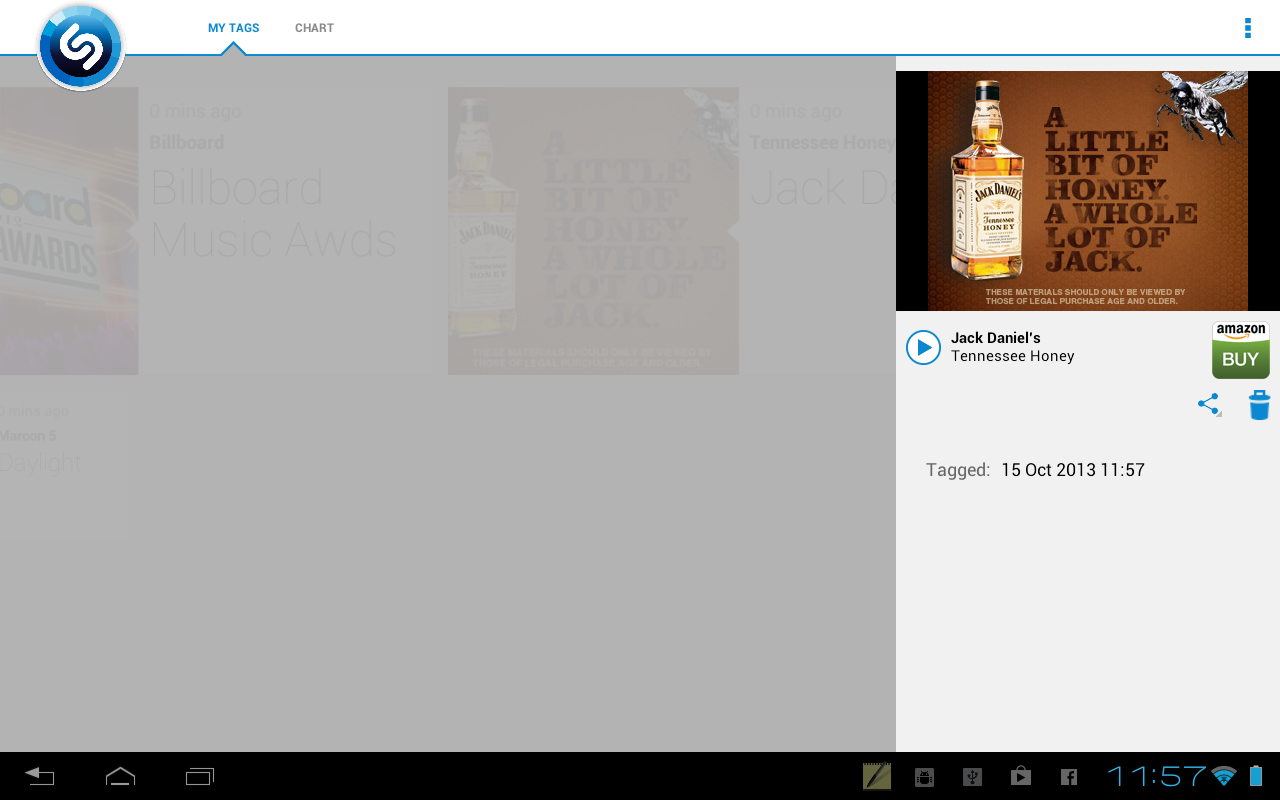 MY TAGS
CHART
0 mins ago
Billboard
Billboard
Music Awds
oard
AWARDS
0 mins ago
Tennessee Honey
Jack Da
A
LITTLE
BIT OF
HONEY.
A WHOLE
LOT OF
JACK.
JACK DANIEL'S
THESE MATERIALS SHOULD ONLY BE VIEWED BY
THOSE OF LEGAL PURCHASE AGE AND OLDER.
0 mins ago
Maroon 5
Daylight
A
LITTLE
BIT OF
HONEY.
A WHOLE
LOT OF
JACK.
JACK DANIEL'S
Tennessee
HONEY
THESE MATERIALS SHOULD ONLY BE VIEWED BY
THOSE OF LEGAL PURCHASE AGE AND OLDER.
Jack Daniel's
Tennessee Honey
amazon
BUY
Tagged: 15 Oct 2013 11:57
11:57